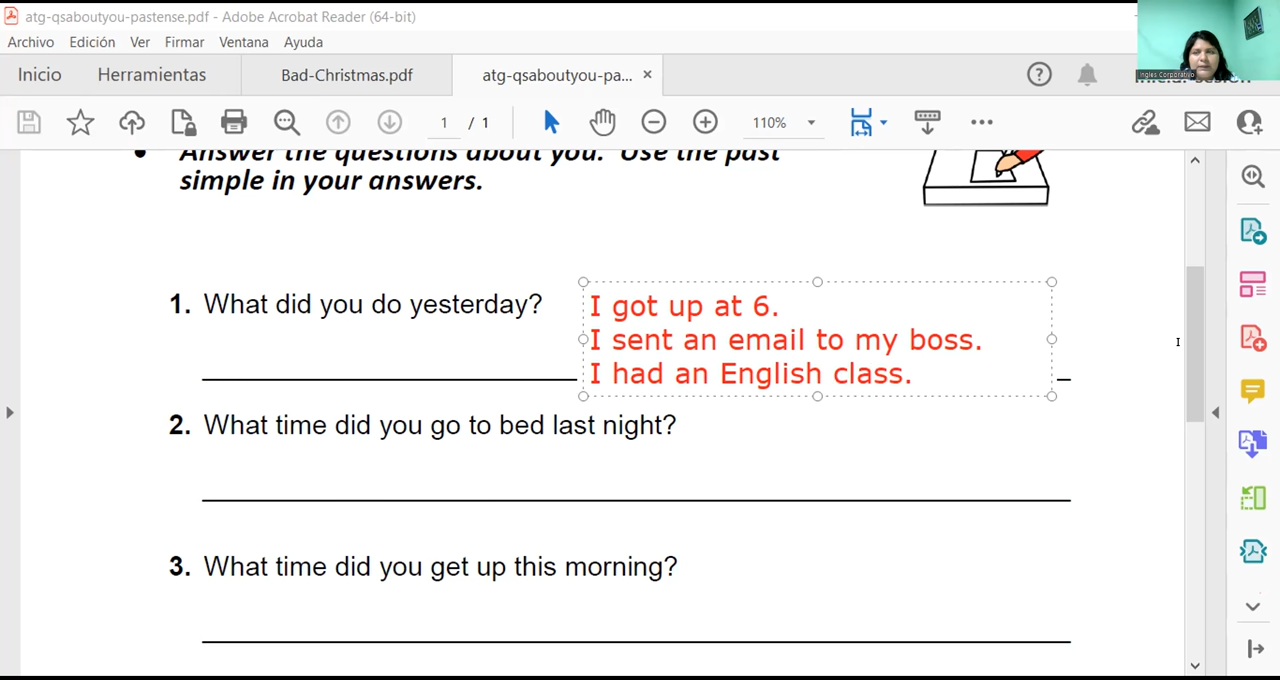 atg-qsaboutyou-pastense.pdf - Adobe Acrobat Reader (64-bit)
Archivo Edición Ver Firmar Ventana Ayuda
Ingles Corporativo
Inicio Herramientas Bad-Christmas.pdf atg-qsaboutyou-pa... ×
1 / 1 110%
Answer the questions about you. Use the past
simple in your answers.
1. What did you do yesterday?
I got up at 6.
I sent an email to my boss.
I had an English class.
2. What time did you go to bed last night?
3. What time did you get up this morning?